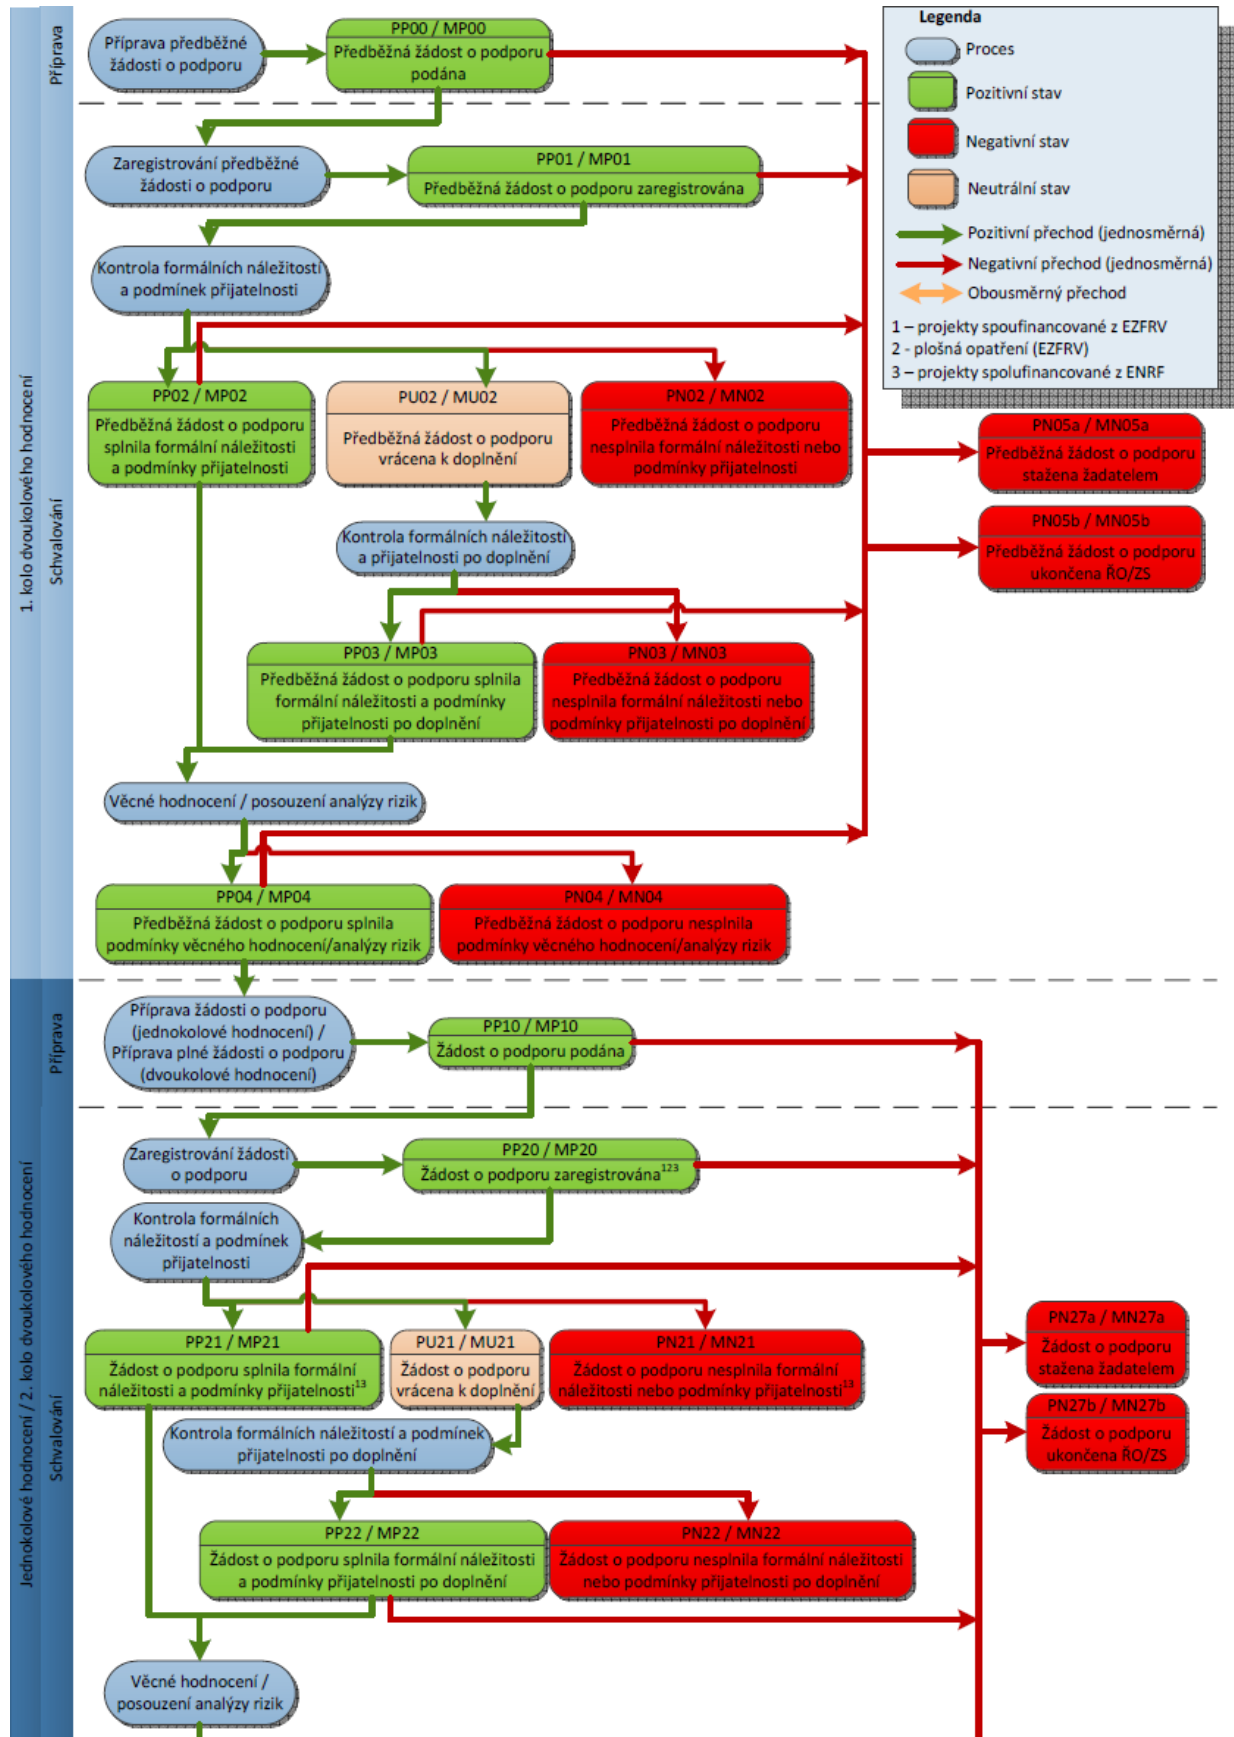 Příprava
Příprava předběžné
žádosti o podporu
PP00 / MP00
Předběžná žádost o podporu
podána
Legenda
Proces
Pozitivní stav
Negativní stav
Neutrální stav
Pozitivní přechod (jednosměrná)
Negativní přechod (jednosměrná)
Obousměrný přechod
1 – projekty spoufinancované z EZFRV
2 - plošná opatření (EZFRV)
3 – projekty spolufinancované z ENRF
1. kolo dvoukolového hodnocení
Schvalování
Zaregistrování předběžné
žádosti o podporu
PP01 / MP01
Předběžná žádost o podporu zaregistrována
Kontrola formálních náležitostí
a podmínek přijatelnosti
PP02 / MP02
Předběžná žádost o podporu
splnila formální náležitosti
a podmínky přijatelnosti
PU02 / MU02
Předběžná žádost o podporu
vrácena k doplnění
PN02 / MN02
Předběžná žádost o podporu
nesplnila formální náležitosti nebo
podmínky přijatelnosti
PN05a / MN05a
Předběžná žádost o podporu
stažena žadatelem
PN05b / MN05b
Předběžná žádost o podporu
ukončena ŘO/ZS
Kontrola formálních náležitostí
a přijatelnosti po doplnění
PP03 / MP03
Předběžná žádost o podporu splnila
formální náležitosti a podmínky
přijatelnosti po doplnění
PN03 / MN03
Předběžná žádost o podporu
nesplnila formální náležitosti nebo
podmínky přijatelnosti po doplnění
Věcné hodnocení / posouzení analýzy rizik
PP04 / MP04
Předběžná žádost o podporu splnila
podmínky věcného hodnocení/analýzy rizik
PN04 / MN04
Předběžná žádost o podporu nesplnila
podmínky věcného hodnocení/analýzy rizik
Jednokolové hodnocení / 2. kolo dvoukolového hodnocení
Příprava
Příprava žádosti o podporu
(jednokolové hodnocení) /
Příprava plné žádosti o podporu
(dvoukolové hodnocení)
PP10 / MP10
Žádost o podporu podána
Schvalování
Zaregistrování žádosti
o podporu
PP20 / MP20
Žádost o podporu zaregistrována¹²³
Kontrola formálních
náležitostí a podmínek
přijatelnosti
PP21 / MP21
Žádost o podporu splnila formální
náležitosti a podmínky přijatelnosti¹³
PU21 / MU21
Žádost o podporu
vrácena k doplnění
PN21 / MN21
Žádost o podporu nesplnila formální
náležitosti nebo podmínky přijatelnosti¹³
PN27a / MN27a
Žádost o podporu
stažena žadatelem
PN27b / MN27b
Žádost o podporu
ukončena ŘO/ZS
Kontrola formálních náležitostí a podmínek
přijatelnosti po doplnění
PP22 / MP22
Žádost o podporu splnila formální náležitosti
a podmínky přijatelnosti po doplnění
PN22 / MN22
Žádost o podporu nesplnila formální náležitosti
nebo podmínky přijatelnosti po doplnění
Věcné hodnocení /
posouzení analýzy rizik